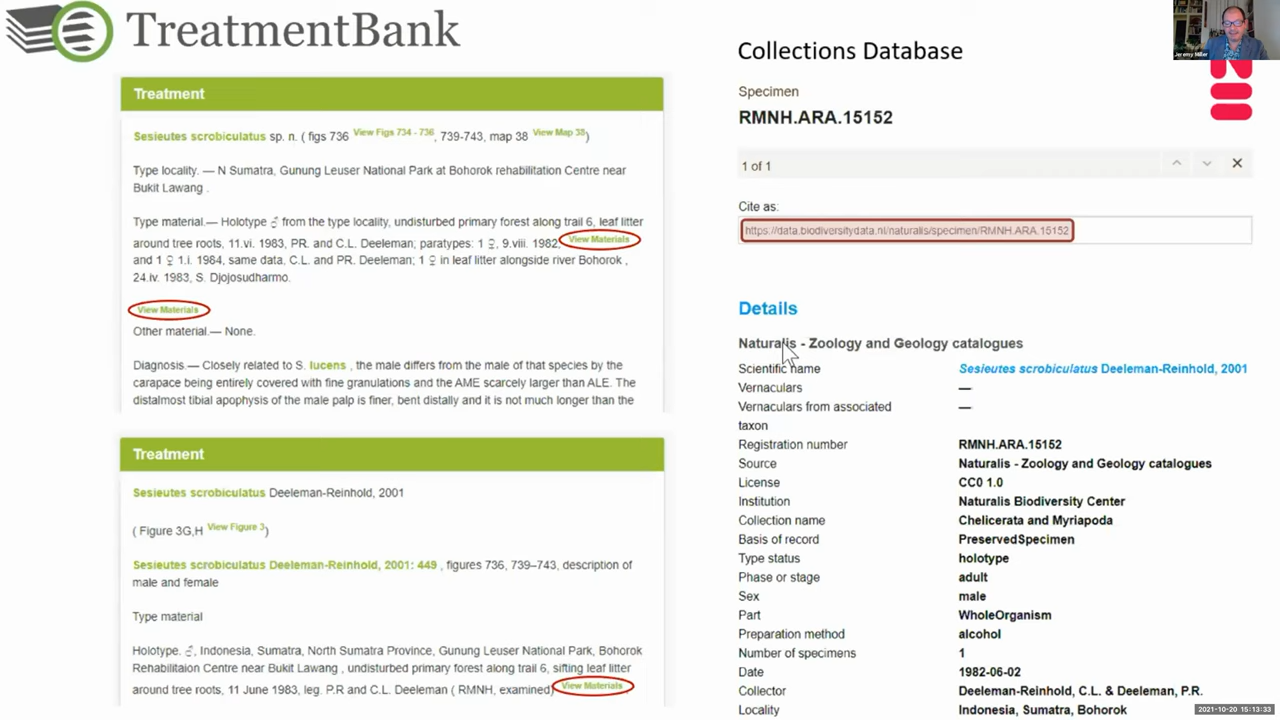 TreatmentBank
Treatment
Sesieutes scrobiculatus sp. n. ( figs 736 View Figs 734 - 736 , 739-743, map 38 View Map 38 )
Type locality. — N Sumatra, Gunung Leuser National Park at Bohorok rehabilitation Centre near
Bukit Lawang .
Type material.— Holotype ♂ from the type locality, undisturbed primary forest along trail 6, leaf litter
around tree roots, 11.vi. 1983, PR. and C.L. Deeleman; paratypes: 1 ♀, 9.viii. 1982, View Materials
and 1 ♀ 1.i. 1984, same data, C.L. and PR. Deeleman; 1 ♀ in leaf litter alongside river Bohorok ,
24.iv. 1983, S. Djojosudharmo.
View Materials
Other material.— None.
Diagnosis.— Closely related to S. lucens , the male differs from the male of that species by the
carapace being entirely covered with fine granulations and the AME scarcely larger than ALE. The
distalmost tibial apophysis of the male palp is finer, bent distally and it is not much longer than the
Treatment
Sesieutes scrobiculatus Deeleman-Reinhold, 2001
( Figure 3G,H View Figure 3 )
Sesieutes scrobiculatus Deeleman-Reinhold, 2001: 449 , figures 736, 739–743, description of
male and female
Type material
Holotype. ♂, Indonesia, Sumatra, North Sumatra Province, Gunung Leuser National Park, Bohorok
Rehabilitaion Centre near Bukit Lawang , undisturbed primary forest along trail 6, sifting leaf litter
around tree roots, 11 June 1983, leg. P.R and C.L. Deeleman ( RMNH, examined) View Materials
Collections Database
Specimen
RMNH.ARA.15152
1 of 1
Cite as:
https://data.biodiversitydata.nl/naturalis/specimen/RMNH.ARA.15152
Details
Naturalis - Zoology and Geology catalogues
Scientific name Sesieutes scrobiculatus Deeleman-Reinhold, 2001
Vernaculars —
Vernaculars from associated —
taxon
Registration number RMNH.ARA.15152
Source Naturalis - Zoology and Geology catalogues
License CC0 1.0
Institution Naturalis Biodiversity Center
Collection name Chelicerata and Myriapoda
Basis of record PreservedSpecimen
Type status holotype
Phase or stage adult
Sex male
Part WholeOrganism
Preparation method alcohol
Number of specimens 1
Date 1982-06-02
Collector Deeleman-Reinhold, C.L. & Deeleman, P.R.
Locality Indonesia, Sumatra, Bohorok
Jeremy Miller
2021-10-20 15:13:33